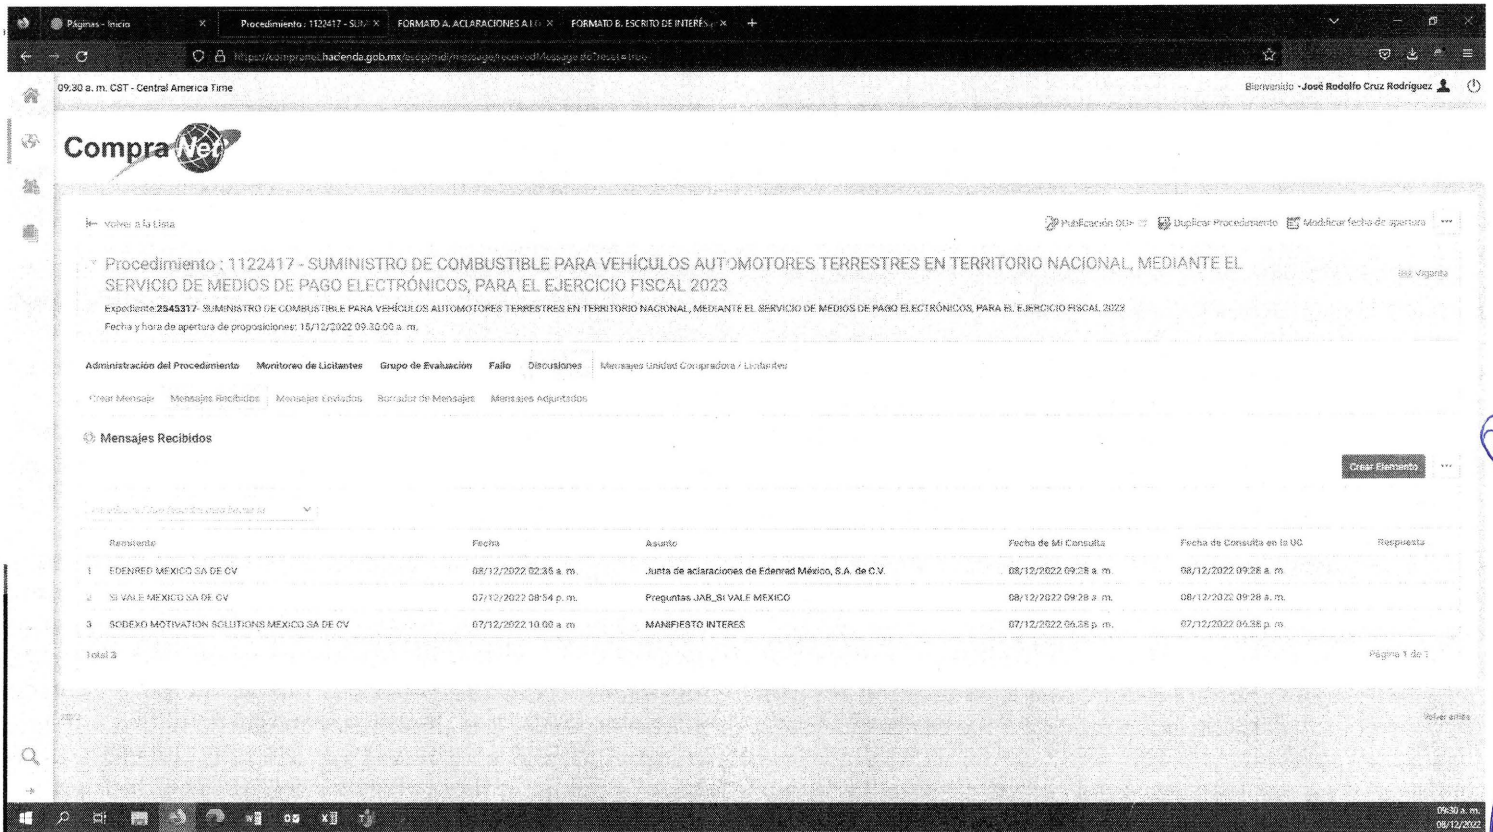 Páginas - Inicio
Procedimiento : 1122417 - SUM
FORMATO A. ACLARACIONES A LO
FORMATO B. ESCRITO DE INTERÉS
09:30 a. m. CST - Central America Time
Bienvenido - José Rodolfo Cruz Rodríguez
CompraNet
Volver a la Lista
Publicación DOF
Duplicar Procedimiento
Modificar fecha de apertura
Procedimiento : 1122417 - SUMINISTRO DE COMBUSTIBLE PARA VEHÍCULOS AUTOMOTORES TERRESTRES EN TERRITORIO NACIONAL, MEDIANTE EL
SERVICIO DE MEDIOS DE PAGO ELECTRÓNICOS, PARA EL EJERCICIO FISCAL 2023
Vigente
Expediente:2545317- SUMINISTRO DE COMBUSTIBLE PARA VEHÍCULOS AUTOMOTORES TERRESTRES EN TERRITORIO NACIONAL, MEDIANTE EL SERVICIO DE MEDIOS DE PAGO ELECTRÓNICOS, PARA EL EJERCICIO FISCAL 2023
Fecha y hora de apertura de proposiciones: 15/12/2022 09:30:00 a. m.
Administración del Procedimiento Monitoreo de Licitantes Grupo de Evaluación Fallo Discusiones Mensajes Unidad Compradora / Licitantes
Crear Mensaje Mensajes Recibidos Mensajes Enviados Borrador de Mensajes Mensajes Adjuntados
Mensajes Recibidos
Crear Elemento
Remitente Fecha Asunto Fecha de Mi Consulta Fecha de Consulta en la UC Respuesta
1 EDENRED MEXICO SA DE CV 08/12/2022 02:36 a. m. Junta de aclaraciones de Edenred México, S.A. de C.V. 08/12/2022 09:28 a. m. 08/12/2022 09:28 a. m.
2 SI VALE MEXICO SA DE CV 07/12/2022 08:54 p. m. Preguntas JAB_SI VALE MEXICO 08/12/2022 09:28 a. m. 08/12/2022 09:28 a. m.
3 SODEXO MOTIVATION SOLUTIONS MEXICO SA DE CV 07/12/2022 10:00 a. m. MANIFIESTO INTERES 07/12/2022 06:38 p. m. 07/12/2022 06:38 p. m.
Total 3
Página 1 de 1
Volver arriba
09:30 a. m.
08/12/2022